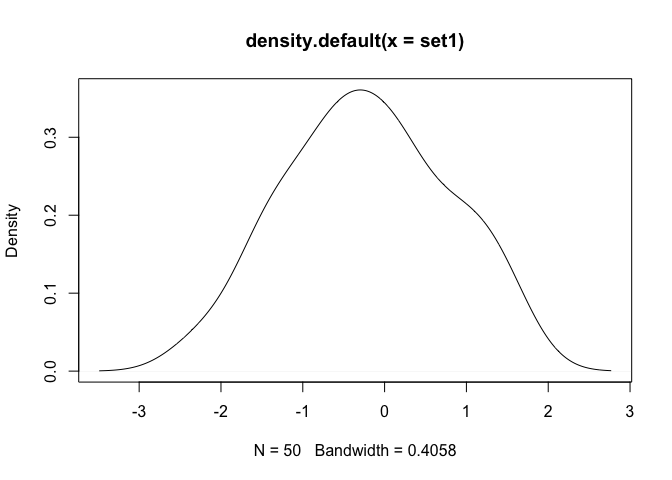 density.default(x = set1)
Density
0.0
0.1
0.2
0.3
-3 -2 -1 0 1 2 3
N = 50   Bandwidth = 0.4058